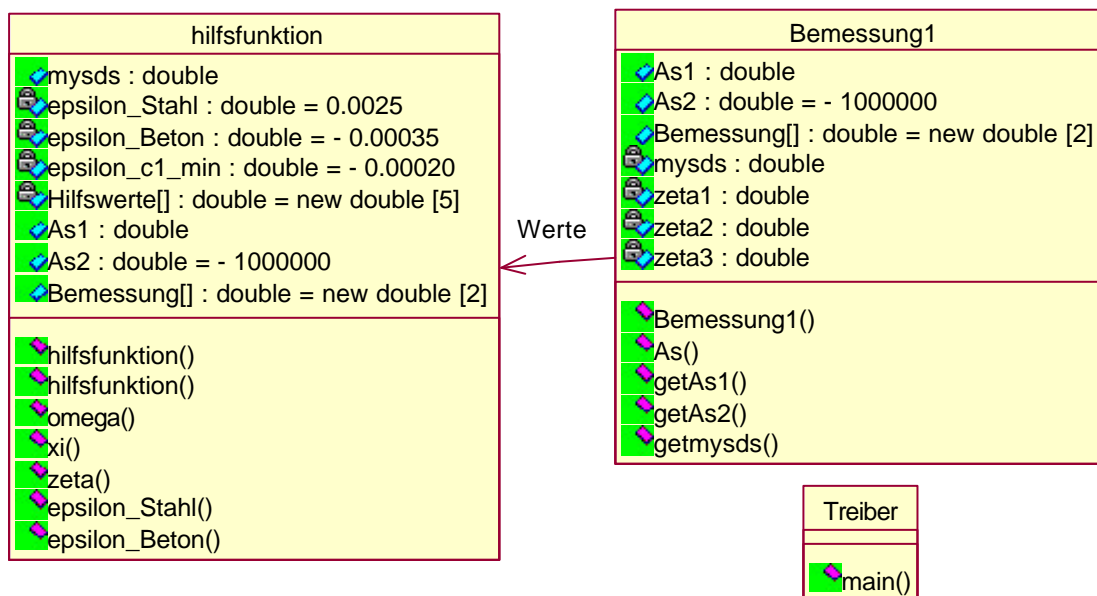 hilfsfunktion
mysds : double
epsilon_Stahl : double = 0.0025
epsilon_Beton : double = - 0.00035
epsilon_c1_min : double = - 0.00020
Hilfswerte[] : double = new double [5]
As1 : double
As2 : double = - 1000000
Bemessung[] : double = new double [2]
hilfsfunktion()
hilfsfunktion()
omega()
xi()
zeta()
epsilon_Stahl()
epsilon_Beton()
Werte
Bemessung1
As1 : double
As2 : double = - 1000000
Bemessung[] : double = new double [2]
mysds : double
zeta1 : double
zeta2 : double
zeta3 : double
Bemessung1()
As()
getAs1()
getAs2()
getmysds()
Treiber
main()